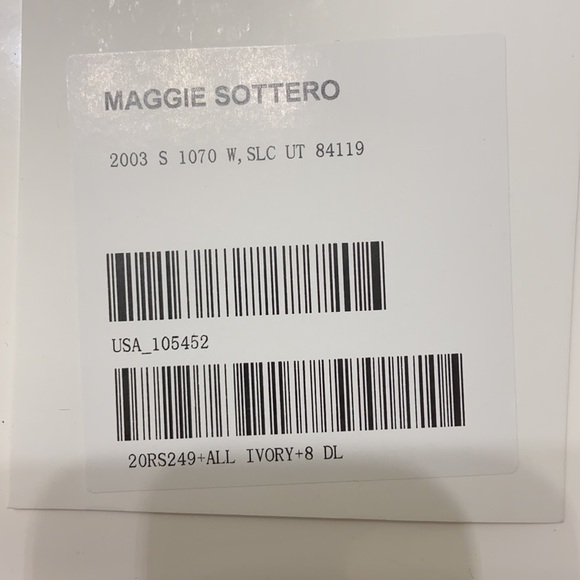 MAGGIE SOTTERO
2003 S 1070 W,SLC UT 84119
USA_105452
20RS249+ALL IVORY+8 DL